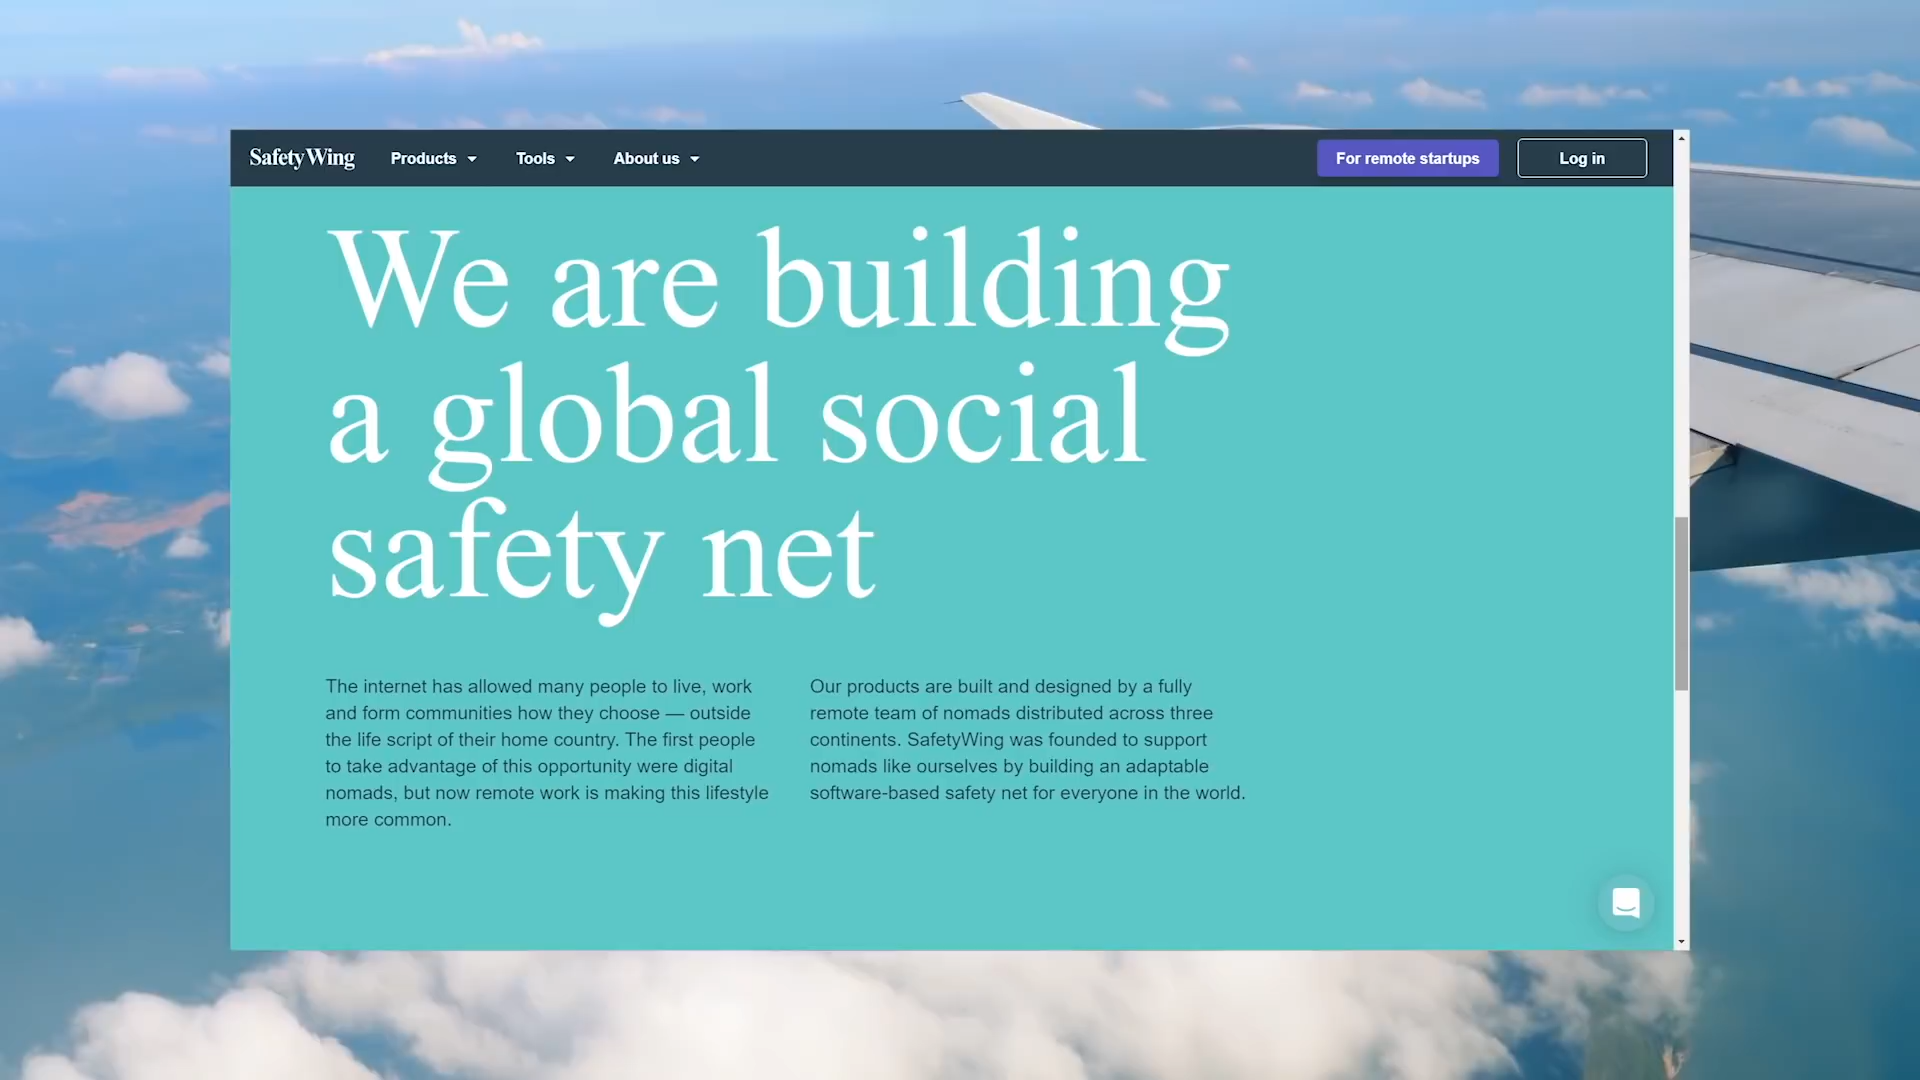 SafetyWing Products Tools About us For remote startups Log in
We are building
a global social
safety net
The internet has allowed many people to live, work
and form communities how they choose — outside
the life script of their home country. The first people
to take advantage of this opportunity were digital
nomads, but now remote work is making this lifestyle
more common.
Our products are built and designed by a fully
remote team of nomads distributed across three
continents. SafetyWing was founded to support
nomads like ourselves by building an adaptable
software-based safety net for everyone in the world.